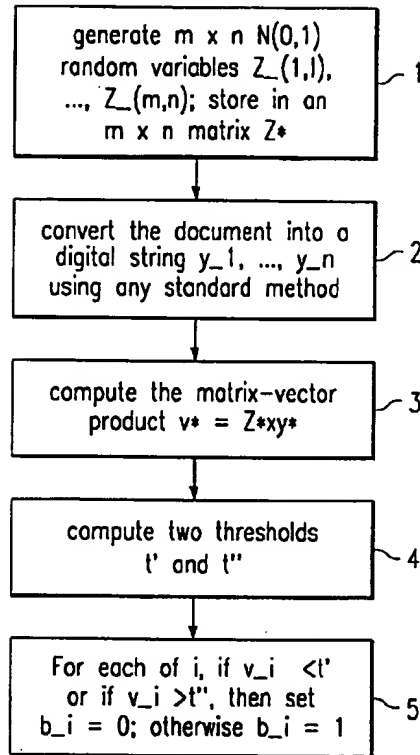 generate m x n N(0,1)
random variables Z_(1,1),
..., Z_(m,n); store in an
m x n matrix Z*
1
convert the document into a
digital string y_1, ..., y_n
using any standard method
2
compute the matrix-vector
product v* = Z*xy*
3
compute two thresholds
t' and t"
4
For each of i, if v_i <t'
or if v_i >t", then set
b_i = 0; otherwise b_i = 1
5